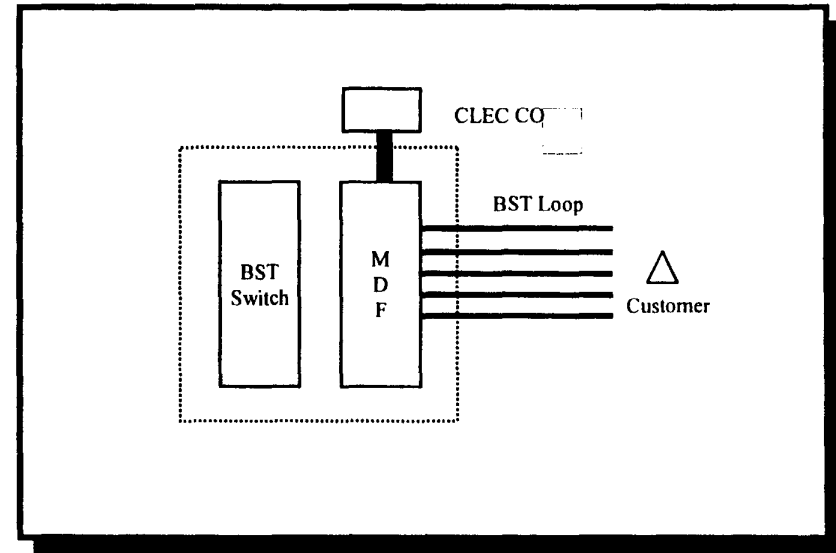 CLEC CO
BST Loop
BST
Switch
M
D
F
Customer